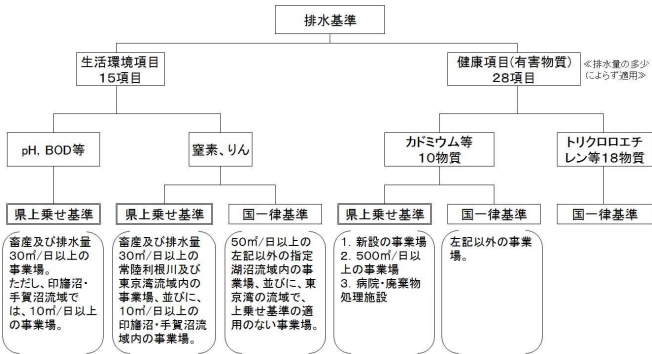 排水基準
生活環境項目
15項目
健康項目(有害物質)
28項目
≪排水量の多少
によらず適用≫
pH, BOD等
窒素、りん
カドミウム等
10物質
トリクロロエチ
レン等18物質
県上乗せ基準
県上乗せ基準
国一律基準
県上乗せ基準
国一律基準
国一律基準
畜産及び排水量
30㎥/日以上の
事業場。
ただし、印旛沼・
手賀沼流域で
は、10㎥/日以上
の事業場。
畜産及び排水量
30㎥/日以上の
常陸利根川及び
東京湾流域内の
事業場、並びに、
10㎥/日以上の
印旛沼・手賀沼流
域内の事業場。
50㎥/日以上の
左記以外の指定
湖沼流域内の事
業場、並びに、東
京湾の流域で、
上乗せ基準の適
用のない事業場。
1. 新設の事業場
2. 500㎥/日以
上の事業場
3. 病院・廃棄物
処理施設
左記以外の事業
場。